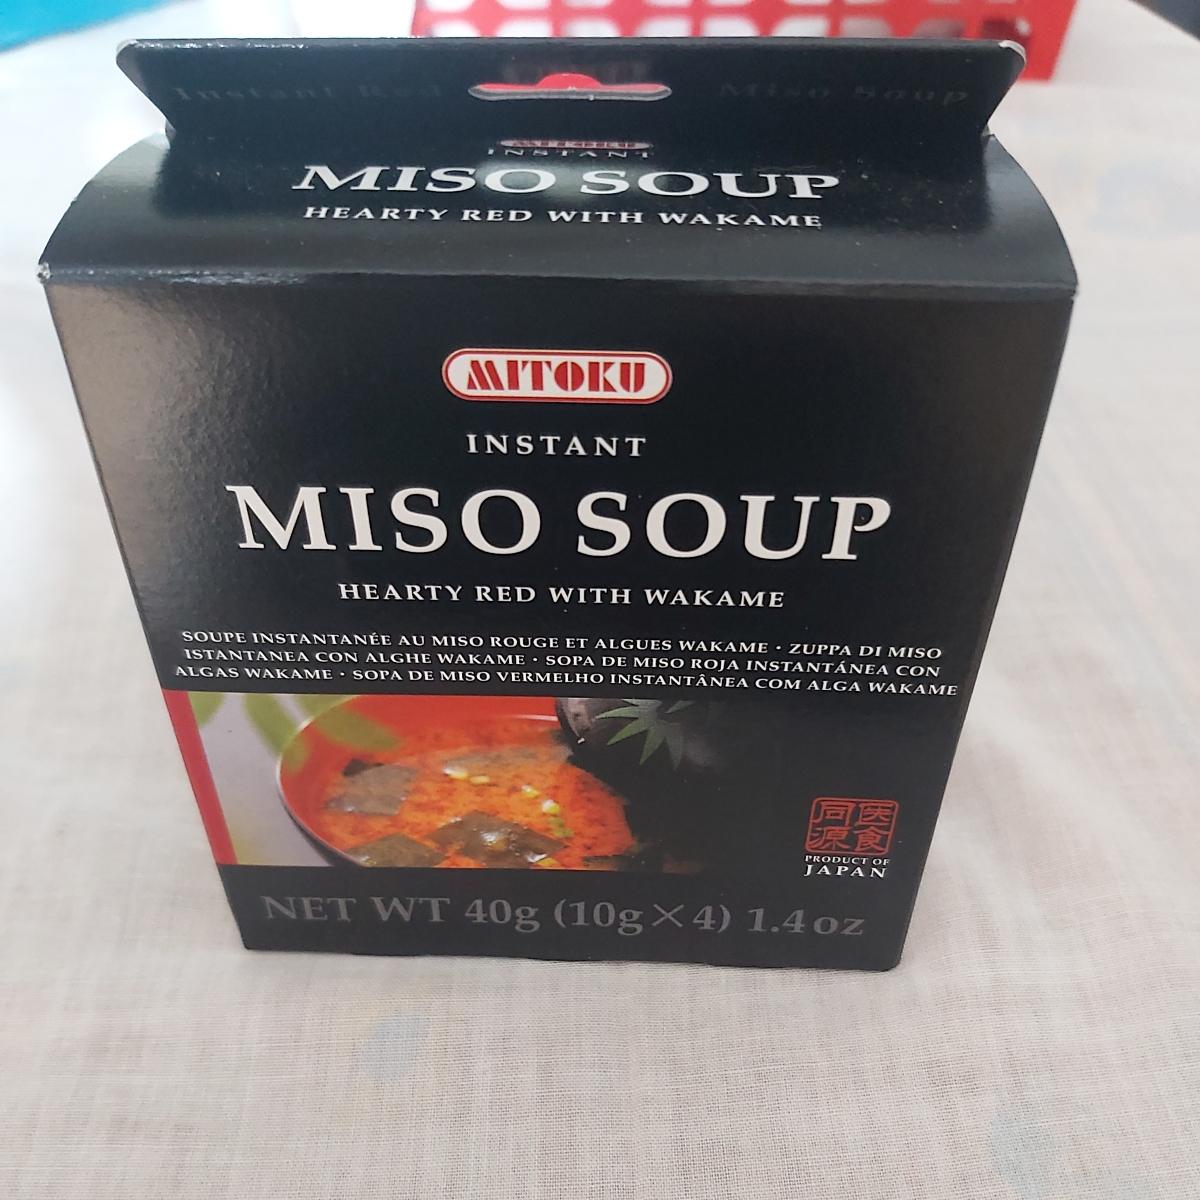 Instant Red Miso Soup
MITOKU
INSTANT
MISO SOUP
HEARTY RED WITH WAKAME
MITOKU
INSTANT
MISO SOUP
HEARTY RED WITH WAKAME
SOUPE INSTANTANÉE AU MISO ROUGE ET ALGUES WAKAME · ZUPPA DI MISO
ISTANTANEA CON ALGHE WAKAME · SOPA DE MISO ROJA INSTANTÁNEA CON
ALGAS WAKAME · SOPA DE MISO VERMELHO INSTANTÂNEA COM ALGA WAKAME
医食
同源
PRODUCT OF
JAPAN
NET WT 40g (10g×4) 1.4 oz